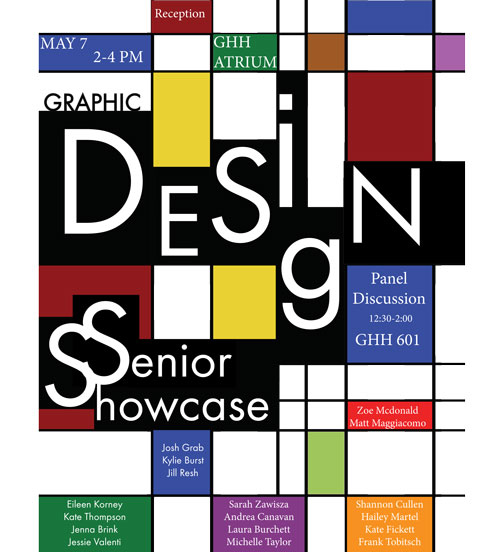 Reception
MAY 7
2-4 PM
GHH
ATRIUM
GRAPHIC
DESigN
Panel
Discussion
12:30-2:00
GHH 601
Senior
Showcase
Zoe Mcdonald
Matt Maggiacomo
Josh Grab
Kylie Burst
Jill Resh
Eileen Korney
Kate Thompson
Jenna Brink
Jessie Valenti
Sarah Zawisza
Andrea Canavan
Laura Burchett
Michelle Taylor
Shannon Cullen
Hailey Martel
Kate Fickett
Frank Tobitsch